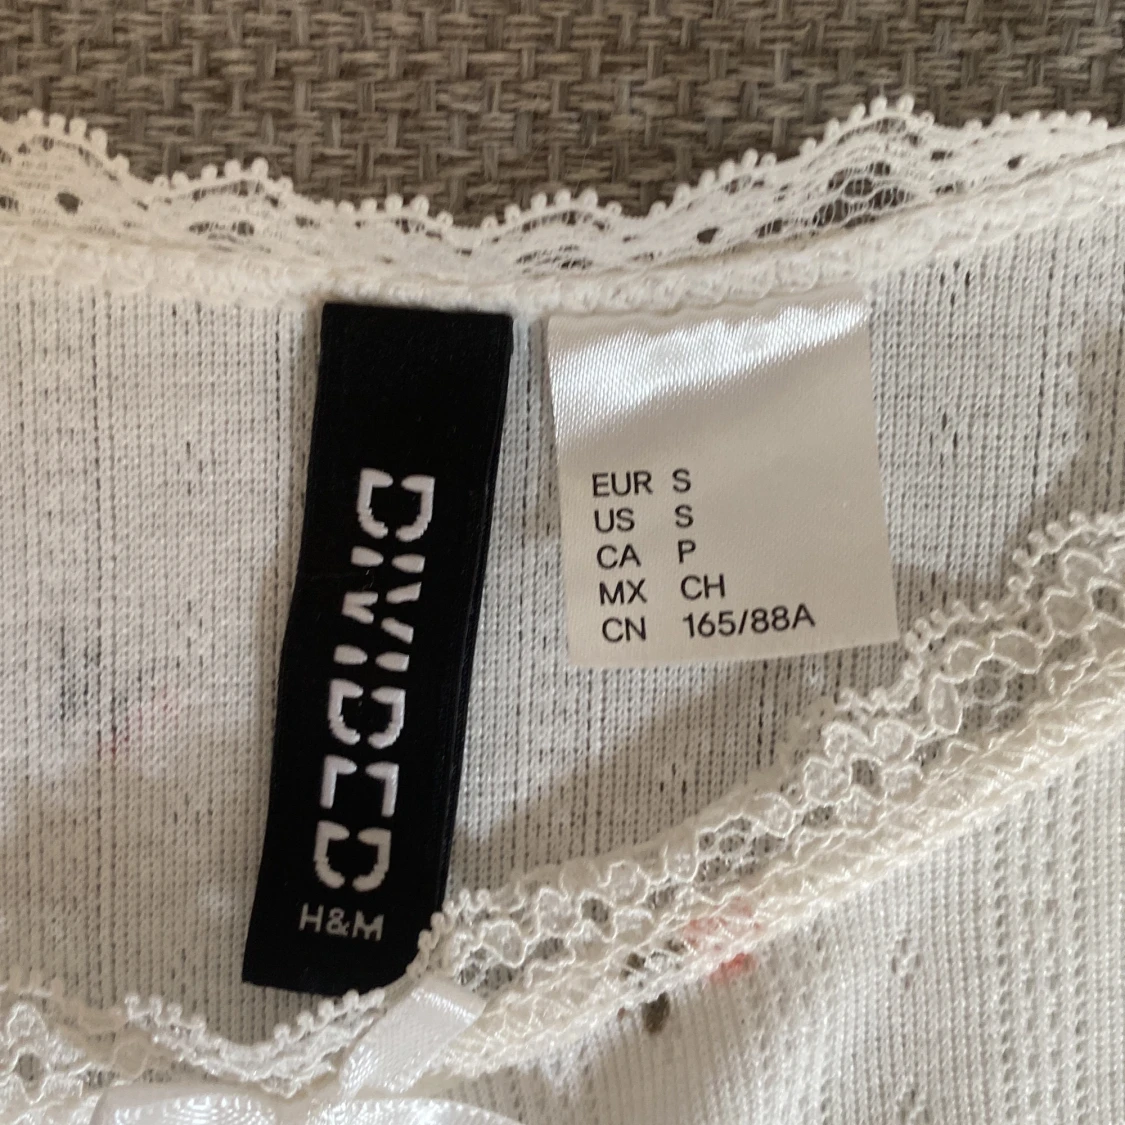 DIVIDED
H&M
EUR S
US S
CA P
MX CH
CN 165/88A